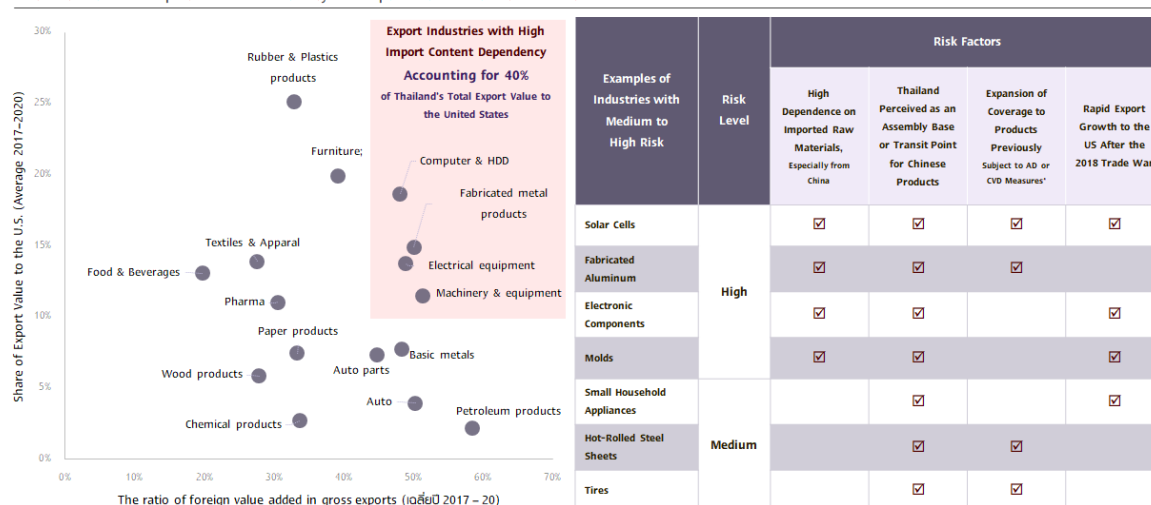 30%
25%
20%
15%
10%
5%
0%
0%
10%
20%
30%
40%
50%
60%
70%
Share of Export Value to the U.S. (Average 2017-2020)
The ratio of foreign value added in gross exports (เฉลี่ยปี 2017 – 20)
Export Industries with High
Import Content Dependency
Accounting for 40%
of Thailand's Total Export Value to
the United States
Rubber & Plastics
products
Furniture;
Computer & HDD
Fabricated metal
products
Textiles & Apparal
Food & Beverages
Electrical equipment
Machinery & equipment
Pharma
Paper products
Basic metals
Auto parts
Wood products
Auto
Petroleum products
Chemical products
Examples of
Industries with
Medium to
High Risk
Risk
Level
Risk Factors
High
Dependence on
Imported Raw
Materials,
Especially from
China
Thailand
Perceived as an
Assembly Base
or Transit Point
for Chinese
Products
Expansion of
Coverage to
Products
Previously
Subject to AD or
CVD Measures*
Rapid Export
Growth to the
US After the
2018 Trade War
Solar Cells ☑ ☑ ☑ ☑
Fabricated
Aluminum ☑ ☑ ☑
High
Electronic
Components ☑ ☑ ☑
Molds ☑ ☑ ☑
Small Household
Appliances ☑ ☑
Medium
Hot-Rolled Steel
Sheets ☑ ☑
Tires ☑ ☑